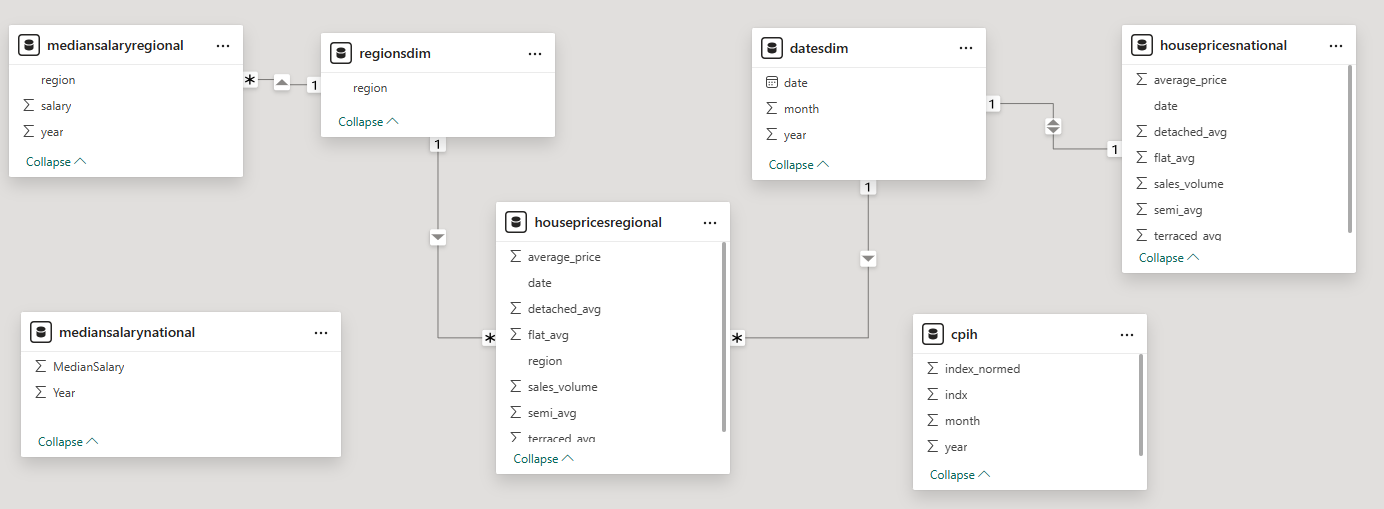 mediansalaryregional
region
salary
year
Collapse
regionsdim
region
Collapse
datesdim
date
month
year
Collapse
housepricesnational
average_price
date
detached_avg
flat_avg
sales_volume
semi_avg
terraced_avg
Collapse
* 1
1
1
1
1
*
*
housepricesregional
average_price
date
detached_avg
flat_avg
region
sales_volume
semi_avg
terraced_avg
Collapse
mediansalarynational
MedianSalary
Year
Collapse
cpih
index_normed
indx
month
year
Collapse